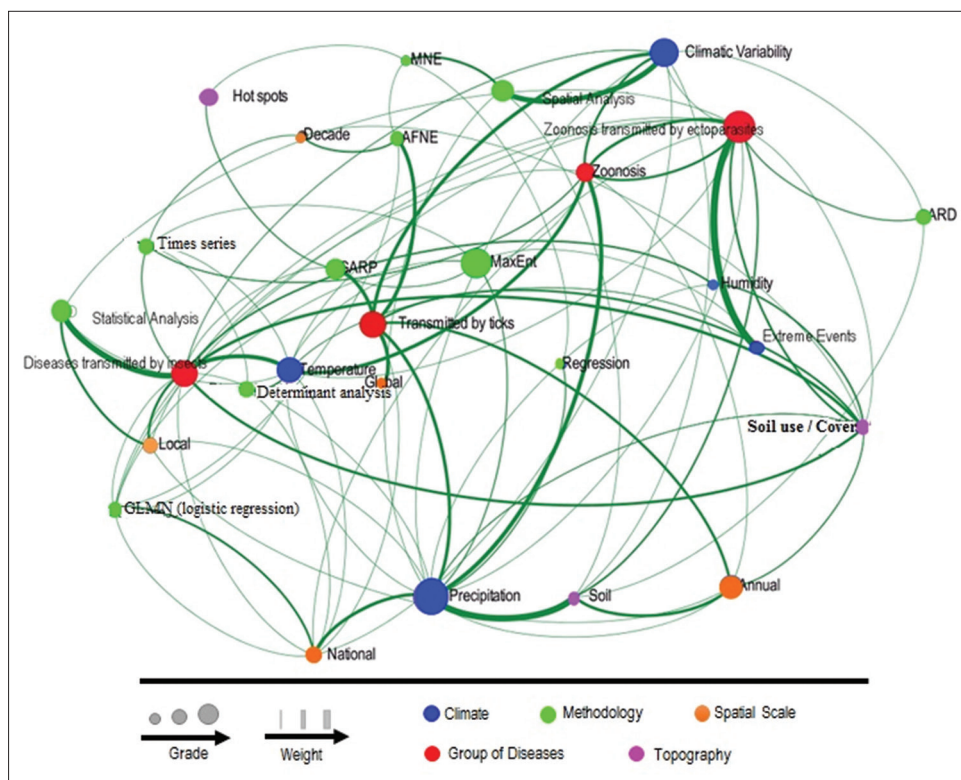 MNE
Climatic Variability
Hot spots
Spatial Analysis
Decade
AFNE
Zoonosis transmitted by ectoparasites
Zoonosis
ARD
Times series
GARP
MaxEnt
Humidity
Statistical Analysis
Transmitted by ticks
Extreme Events
Diseases transmitted by insects
Temperature
Regression
Global
Determinant analysis
Soil use / Cover
Local
GLMN (logistic regression)
Precipitation
Soil
Annual
National
Climate
Methodology
Spatial Scale
Grade
Weight
Group of Diseases
Topography